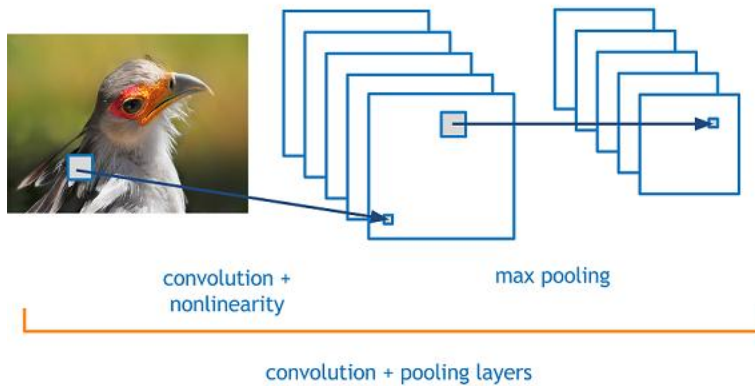 convolution +
nonlinearity
max pooling
convolution + pooling layers